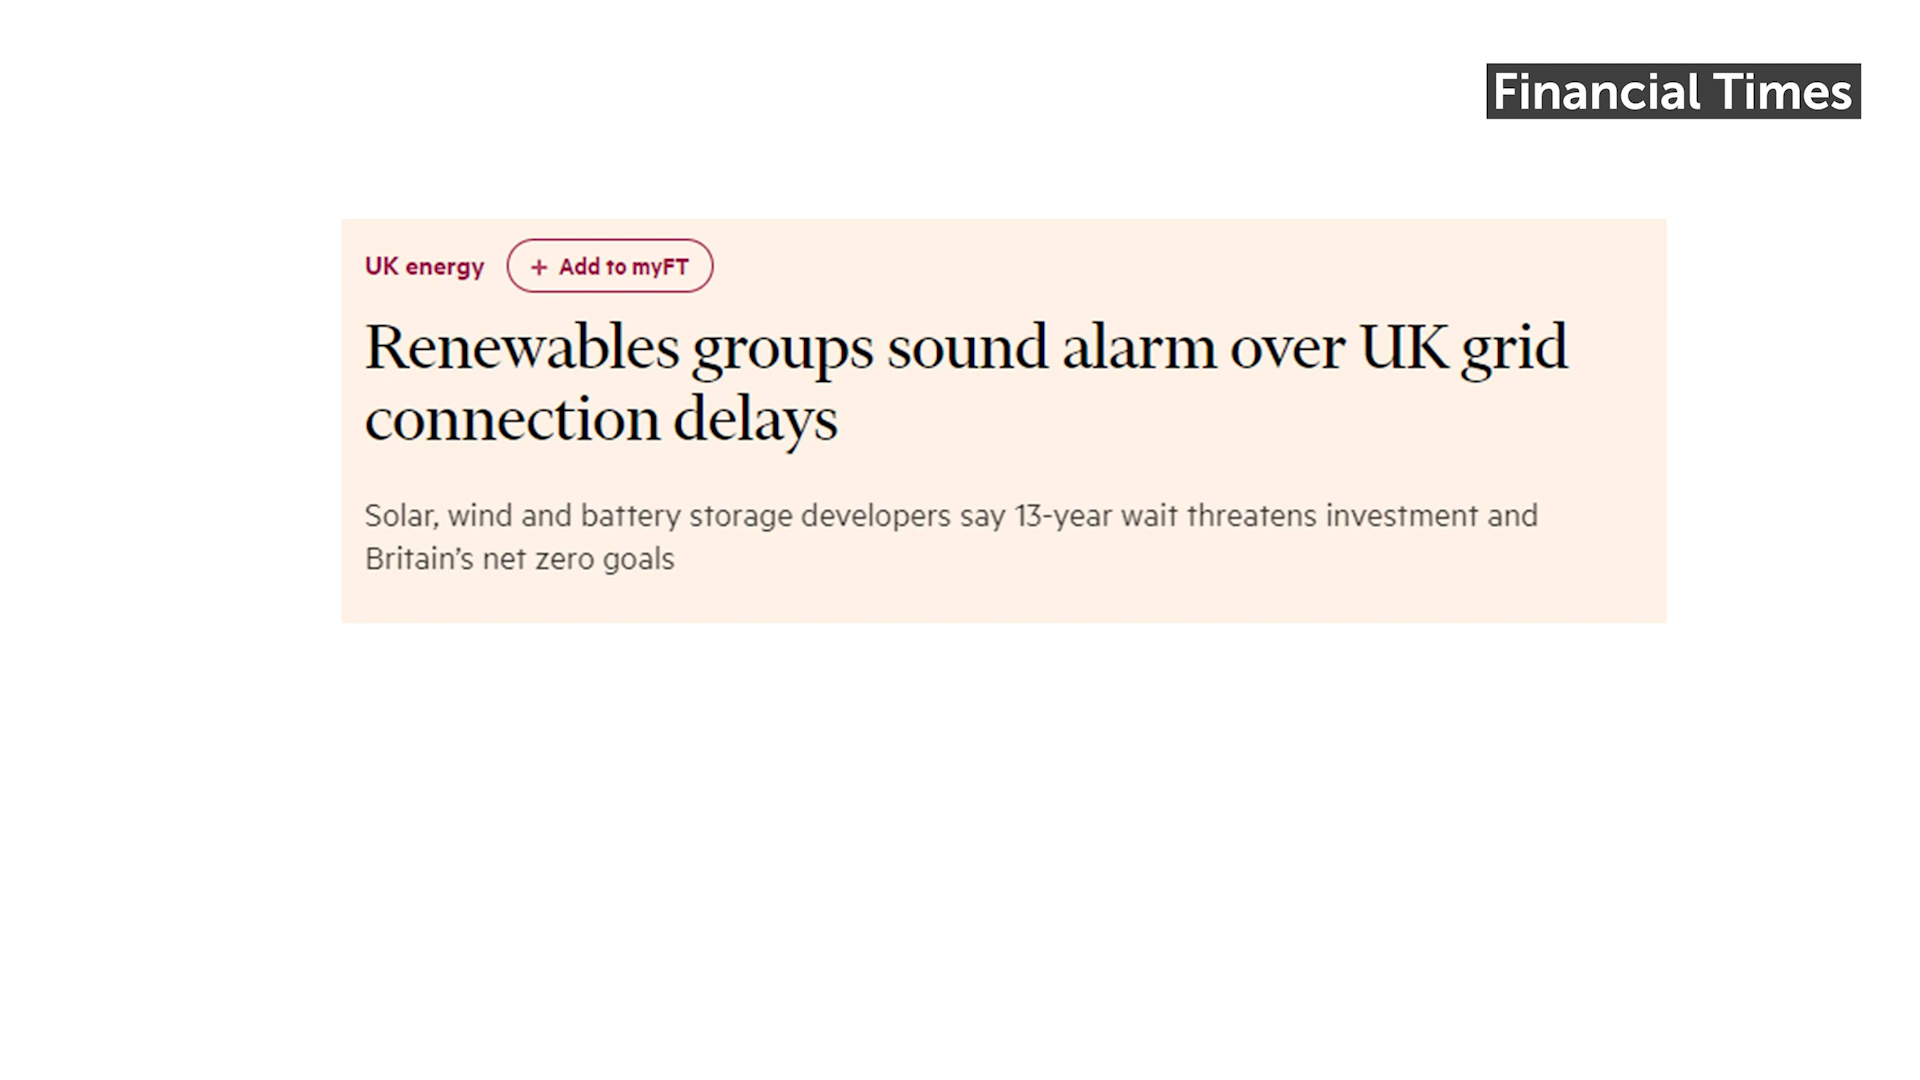 Financial Times
UK energy
+ Add to myFT
Renewables groups sound alarm over UK grid
connection delays
Solar, wind and battery storage developers say 13-year wait threatens investment and
Britain’s net zero goals